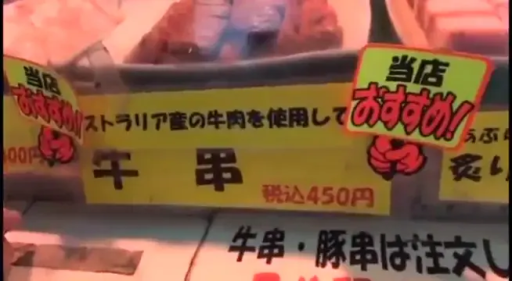 当店
おすすめ!
当店
おすすめ!
ストラリア産の牛肉を使用して
牛串
税込450円
00円
あぶ
炙り
牛串・豚串は注文し